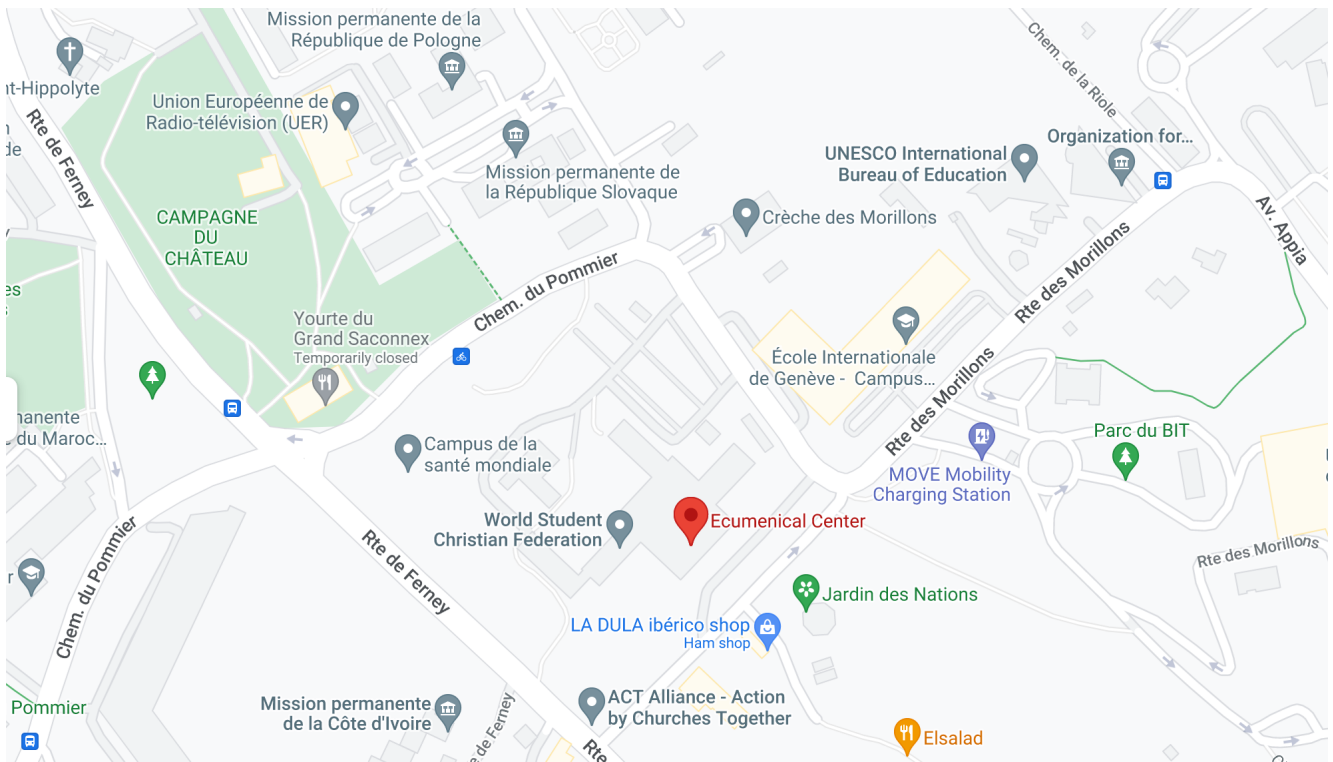 Mission permanente de la
République de Pologne
nt-Hippolyte
Union Européenne de
Radio-télévision (UER)
Rte de Ferney
de
Chem. de la Riole
Organization for...
UNESCO International
Bureau of Education
Mission permanente de
la République Slovaque
CAMPAGNE
DU
CHÂTEAU
Crèche des Morillons
Av. Appia
Rte des Morillons
Chem. du Pommier
es
s
Yourte du
Grand Saconnex
Temporarily closed
École Internationale
de Genève - Campus...
Rte des Morillons
manente
du Maroc...
Campus de la
santé mondiale
Parc du BIT
MOVE Mobility
Charging Station
World Student
Christian Federation
Ecumenical Center
Rte de Ferney
Rte des Morillons
Chem. du Pommier
r
Jardin des Nations
LA DULA ibérico shop
Ham shop
Mission permanente
de la Côte d'Ivoire
ACT Alliance - Action
by Churches Together
Pommier
e de Ferney
Rte
Elsalad